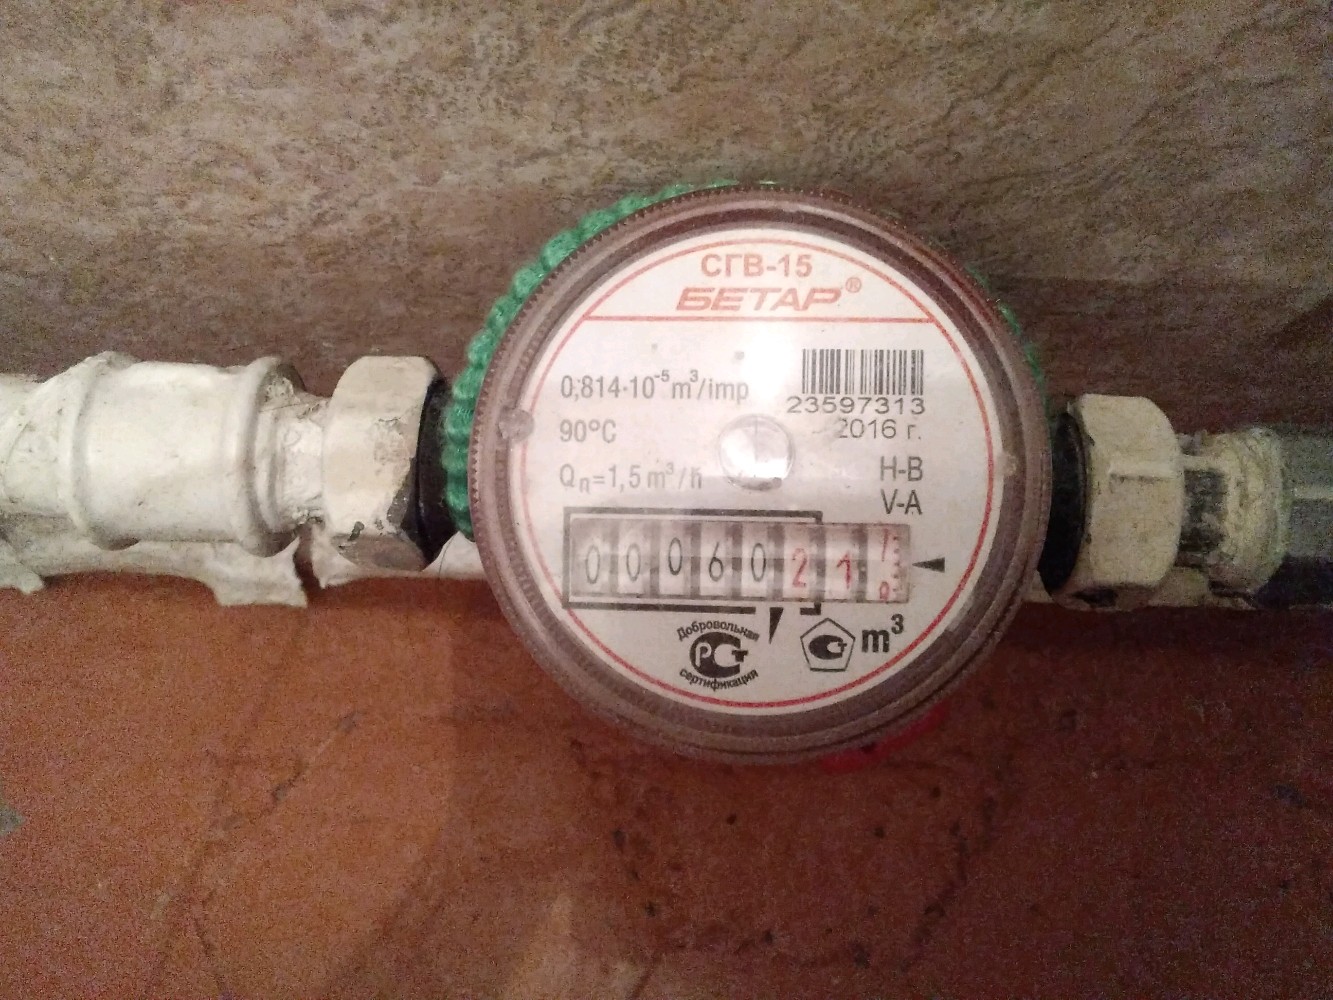 СГВ-15
БЕТАР®
0,814·10⁻⁵ m³/imp
23597313
90°C
2016 г.
Qn=1,5 m³/h
H-B
V-A
0 0 0 6 0 2 1
Добровольная
РСТ
сертификация
m³